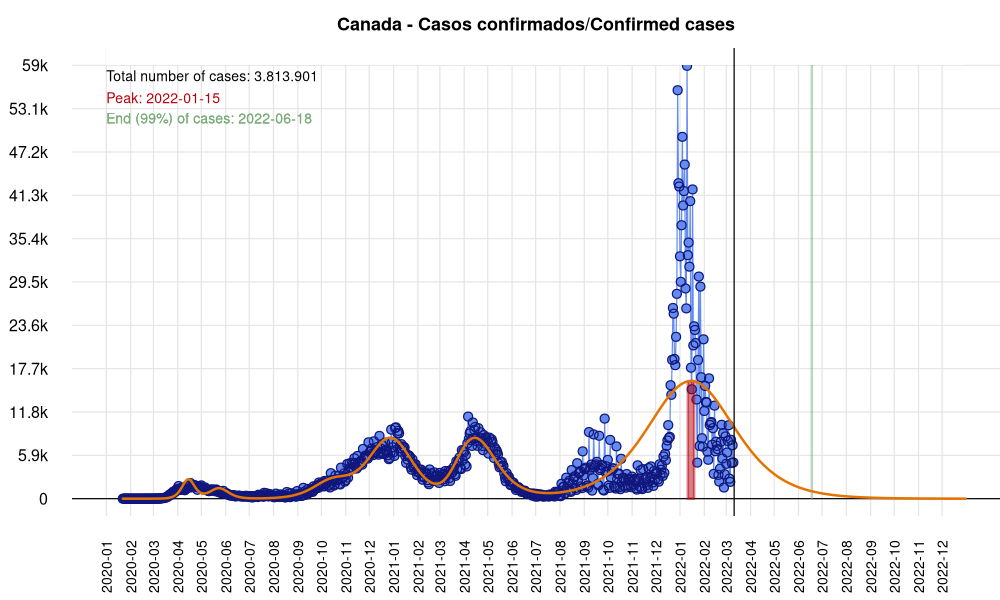 Canada - Casos confirmados/Confirmed cases
Total number of cases: 3.813.901
Peak: 2022-01-15
End (99%) of cases: 2022-06-18
59k
53.1k
47.2k
41.3k
35.4k
29.5k
23.6k
17.7k
11.8k
5.9k
0
2020-01
2020-02
2020-03
2020-04
2020-05
2020-06
2020-07
2020-08
2020-09
2020-10
2020-11
2020-12
2021-01
2021-02
2021-03
2021-04
2021-05
2021-06
2021-07
2021-08
2021-09
2021-10
2021-11
2021-12
2022-01
2022-02
2022-03
2022-04
2022-05
2022-06
2022-07
2022-08
2022-09
2022-10
2022-11
2022-12